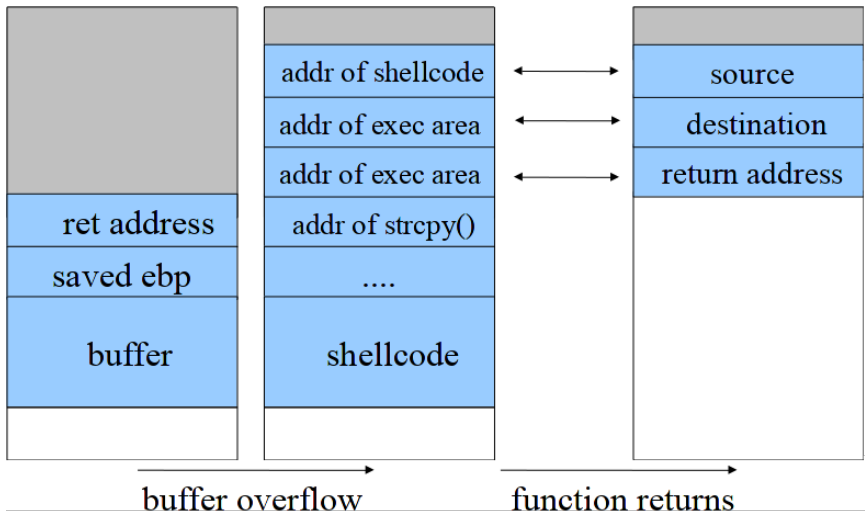 ret address
saved ebp
buffer
addr of shellcode
addr of exec area
addr of exec area
addr of strcpy()
....
shellcode
source
destination
return address
buffer overflow
function returns